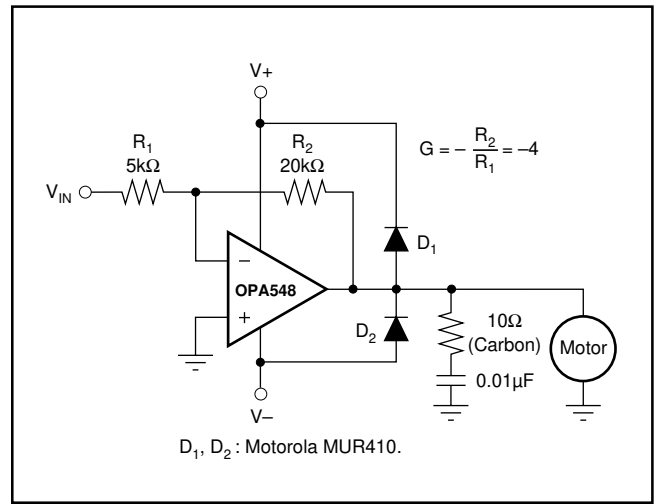 V+
R1
5kΩ
R2
20kΩ
G = – R2/R1 = –4
VIN
–
OPA548
+
D1
D2
10Ω
(Carbon)
Motor
0.01µF
V–
D1, D2 : Motorola MUR410.